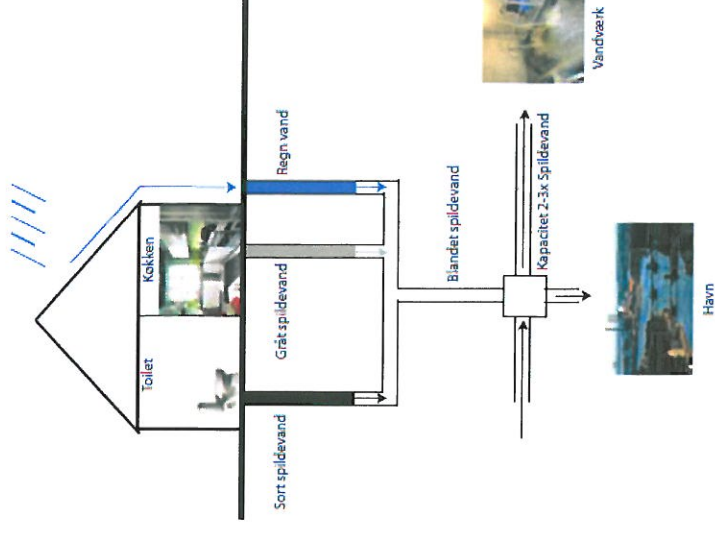 Toilet
Køkken
Sort spildevand
Gråt spildevand
Regn vand
Blandet spildevand
Kapacitet 2-3x Spildevand
Havn
Vandværk